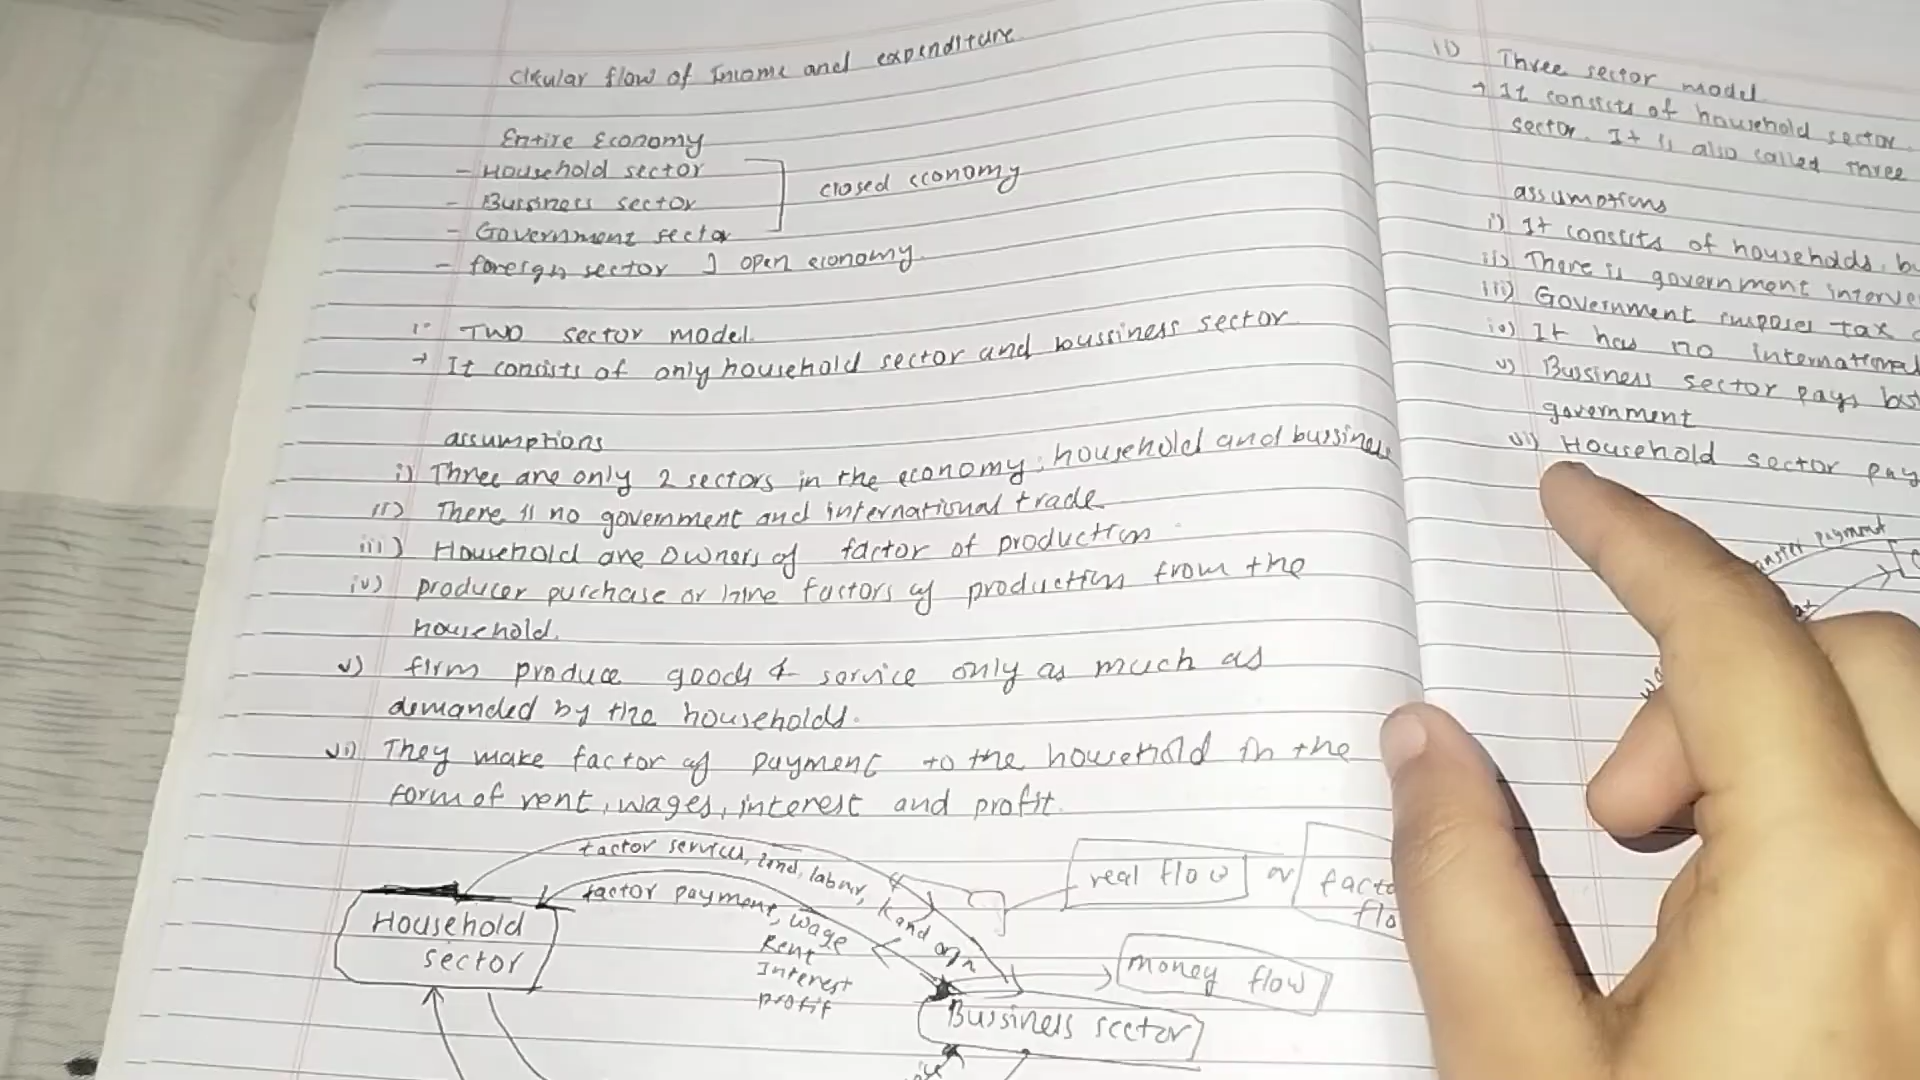 Cirular flow of Income and expenditure
Entire Economy
- Household sector
- Bussiness sector
closed economy
- Government sector
- foreign sector J open economy.
1. Two sector model.
→ It consists of only household sector and bussiness sector
assumptions
i) Three are only 2 sectors in the economy; household and bussiness
ii) There is no government and international trade
iii) Household are owners of factor of production
iv) producer purchase or hire factors of production from the
household.
v) firm produce goods & service only as much as
demanded by the households.
vi) They make factor of payment to the household in the
form of rent, wages, interest and profit.
factor services, land, labour, k and orgn
factor payment, wage
Rent
Interest
profit
real flow or
money flow
Household
sector
Bussiness sector
ii) Three sector model
→ It consists of household sector,
sector. It is also called three
assumptions
i) It consists of households,
ii) There is government
iii) Government imposes tax
iv) It has no international
v) Bussiness sector pays
government
vi) Household sector pay
payment